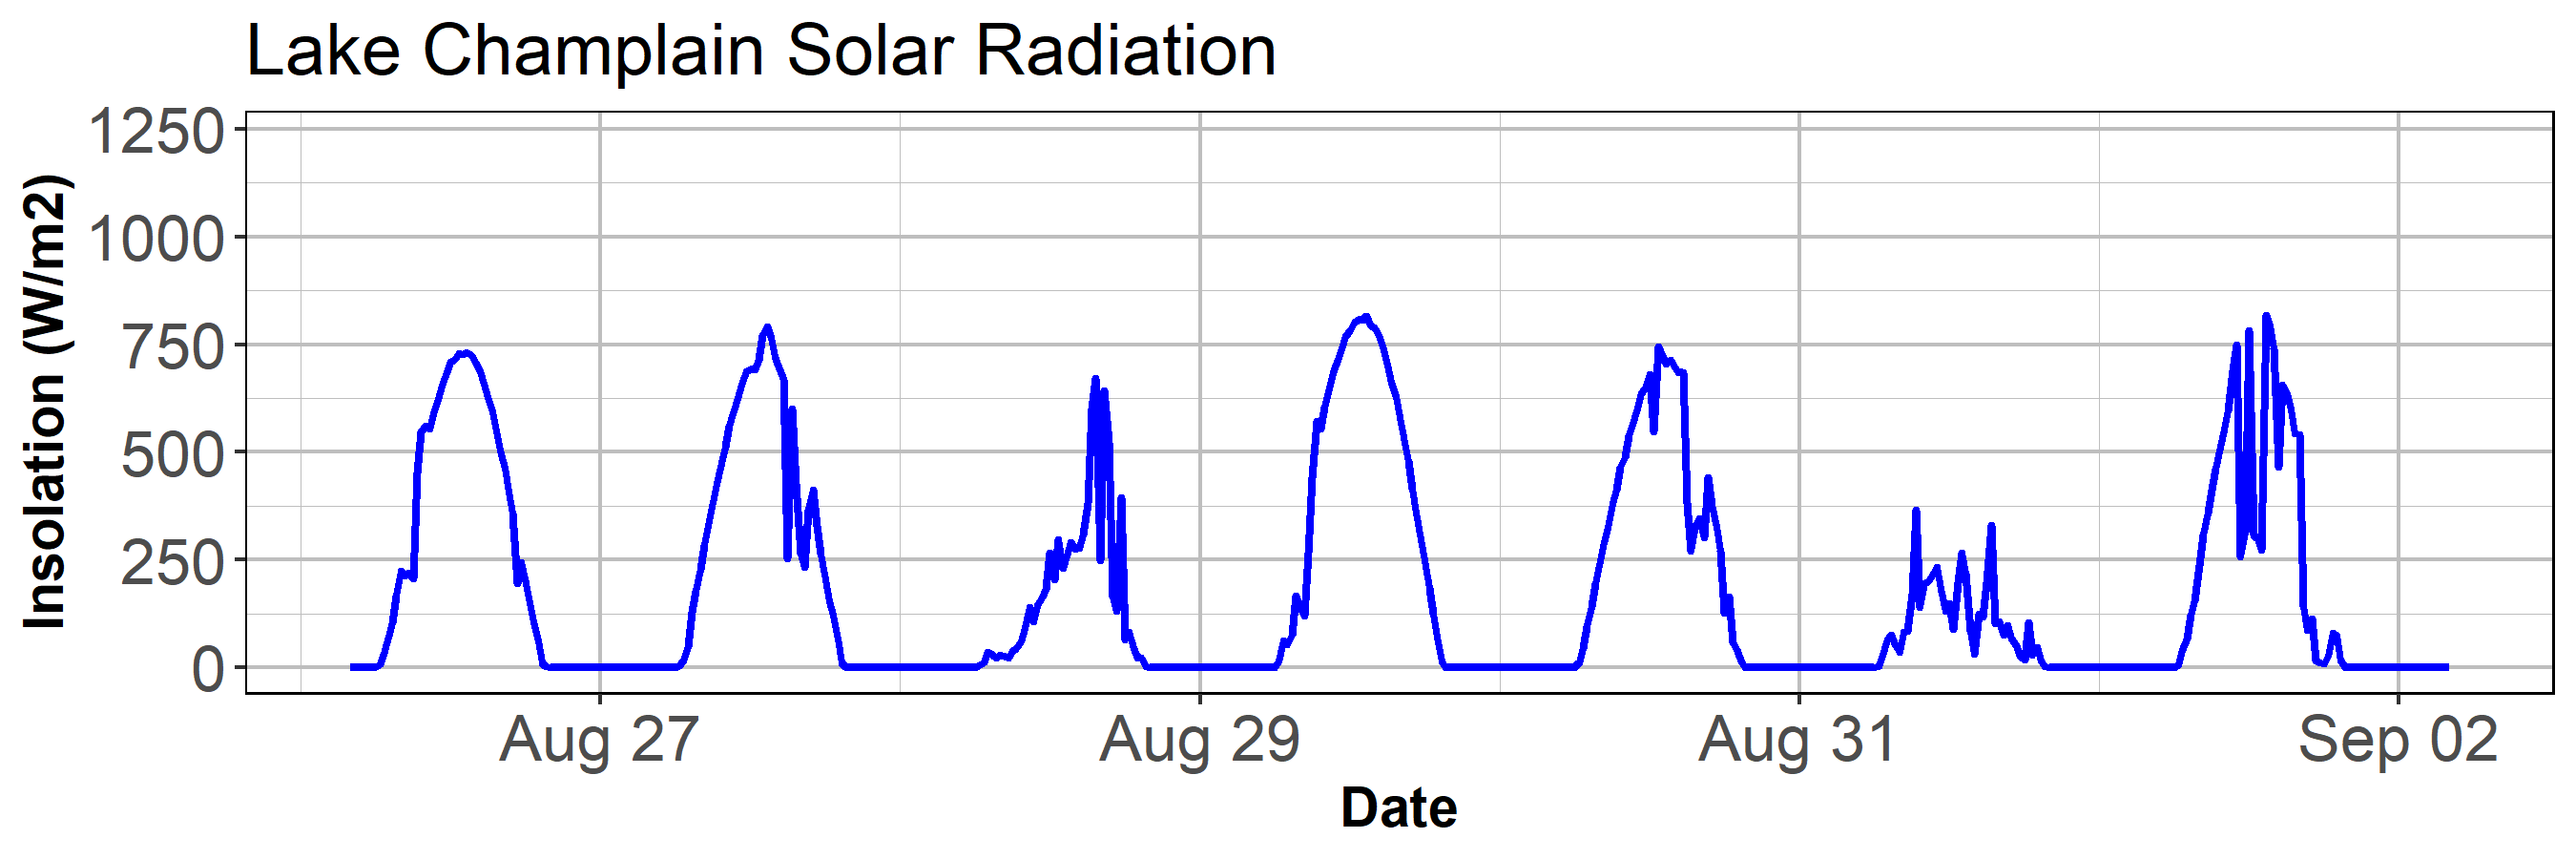 Lake Champlain Solar Radiation
1250
1000
750
500
250
0
Insolation (W/m2)
Aug 27 Aug 29 Aug 31 Sep 02
Date